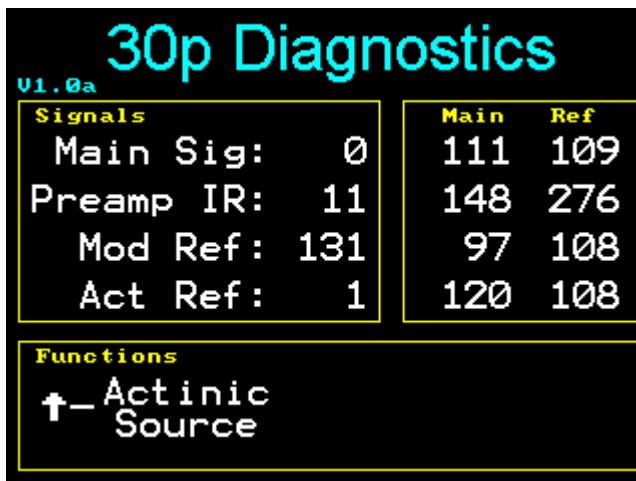 30p Diagnostics
V1.0a
Signals
Main Sig: 0
Preamp IR: 11
Mod Ref: 131
Act Ref: 1
Main Ref
111 109
148 276
97 108
120 108
Functions
↑– Actinic
Source